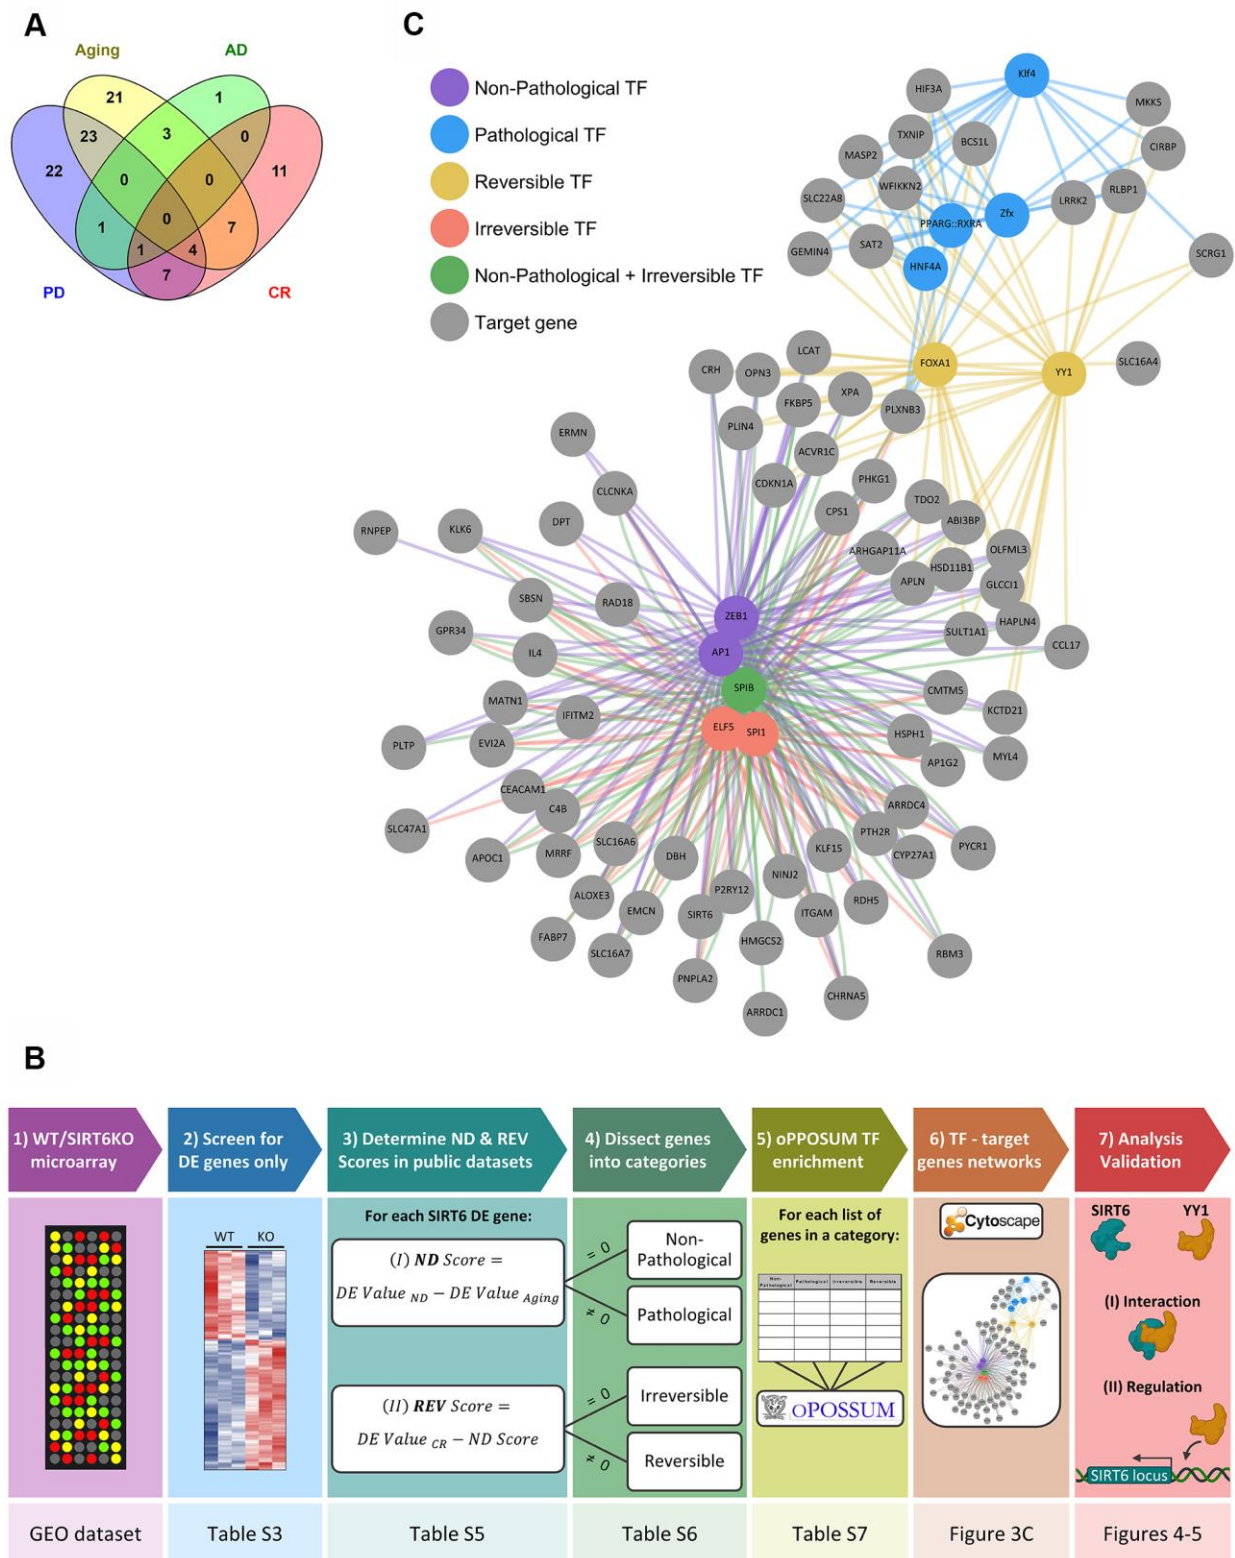 A
Aging
AD
21
1
23
3
0
22
0
0
11
1
0
7
1
4
7
PD
CR
C
Non-Pathological TF
Pathological TF
Reversible TF
Irreversible TF
Non-Pathological + Irreversible TF
Target gene
Klf4
HIF3A
MKKS
TXNIP
BCS1L
CIRBP
MASP2
WFIKKN2
RLBP1
SLC22A8
LRRK2
Zfx
PPARG::RXRA
SAT2
GEMIN4
SCRG1
HNF4A
LCAT
FOXA1
SLC16A4
CRH
OPN3
YY1
XPA
FKBP5
PLXNB3
PLIN4
ERMN
ACVR1C
CDKN1A
PHKG1
CLCNKA
TDO2
CPS1
DPT
ABI3BP
RNPEP
KLK6
ARHGAP11A
OLFML3
HSD11B1
APLN
GLCCI1
SBSN
RAD18
ZEB1
HAPLN4
GPR34
SULT1A1
CCL17
IL4
AP1
SPIB
CMTM5
MATN1
KCTD21
IFITM2
ELF5
SPI1
HSPH1
PLTP
EVI2A
MYL4
AP1G2
CEACAM1
C4B
ARRDC4
SLC47A1
PTH2R
SLC16A6
KLF15
PYCR1
APOC1
MRRF
DBH
CYP27A1
NINJ2
P2RY12
ALOXE3
RDH5
EMCN
SIRT6
ITGAM
FABP7
HMGCS2
SLC16A7
RBM3
PNPLA2
CHRNA5
ARRDC1
B
1) WT/SIRT6KO
microarray
2) Screen for
DE genes only
3) Determine ND & REV
Scores in public datasets
4) Dissect genes
into categories
5) oPPOSUM TF
enrichment
6) TF - target
genes networks
7) Analysis
Validation
WT
KO
For each SIRT6 DE gene:
(I) ND Score =
DE Value ND − DE Value Aging
(II) REV Score =
DE Value CR − ND Score
= 0
≠ 0
= 0
≠ 0
Non-
Pathological
Pathological
Irreversible
Reversible
For each list of
genes in a category:
Non-
Pathological
Pathological
Irreversible
Reversible
oPOSSUM
Cytoscape
SIRT6
YY1
(I) Interaction
(II) Regulation
SIRT6 locus
GEO dataset
Table S3
Table S5
Table S6
Table S7
Figure 3C
Figures 4-5